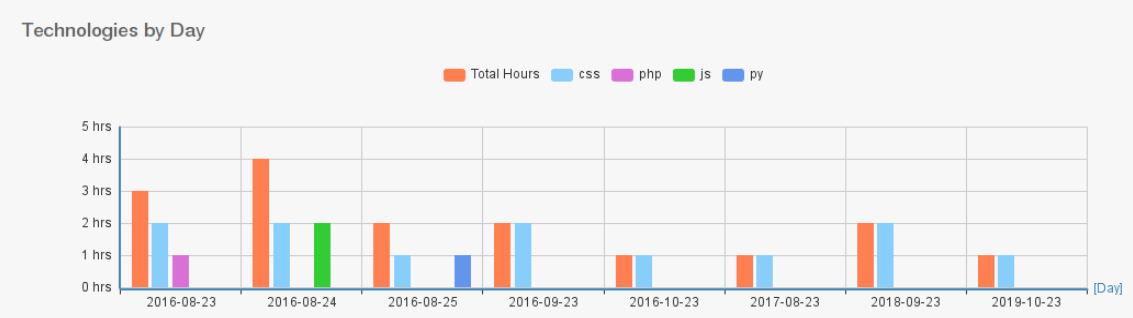 Technologies by Day
Total Hours css php js py
5 hrs
4 hrs
3 hrs
2 hrs
1 hrs
0 hrs
2016-08-23 2016-08-24 2016-08-25 2016-09-23 2016-10-23 2017-08-23 2018-09-23 2019-10-23
[Day]